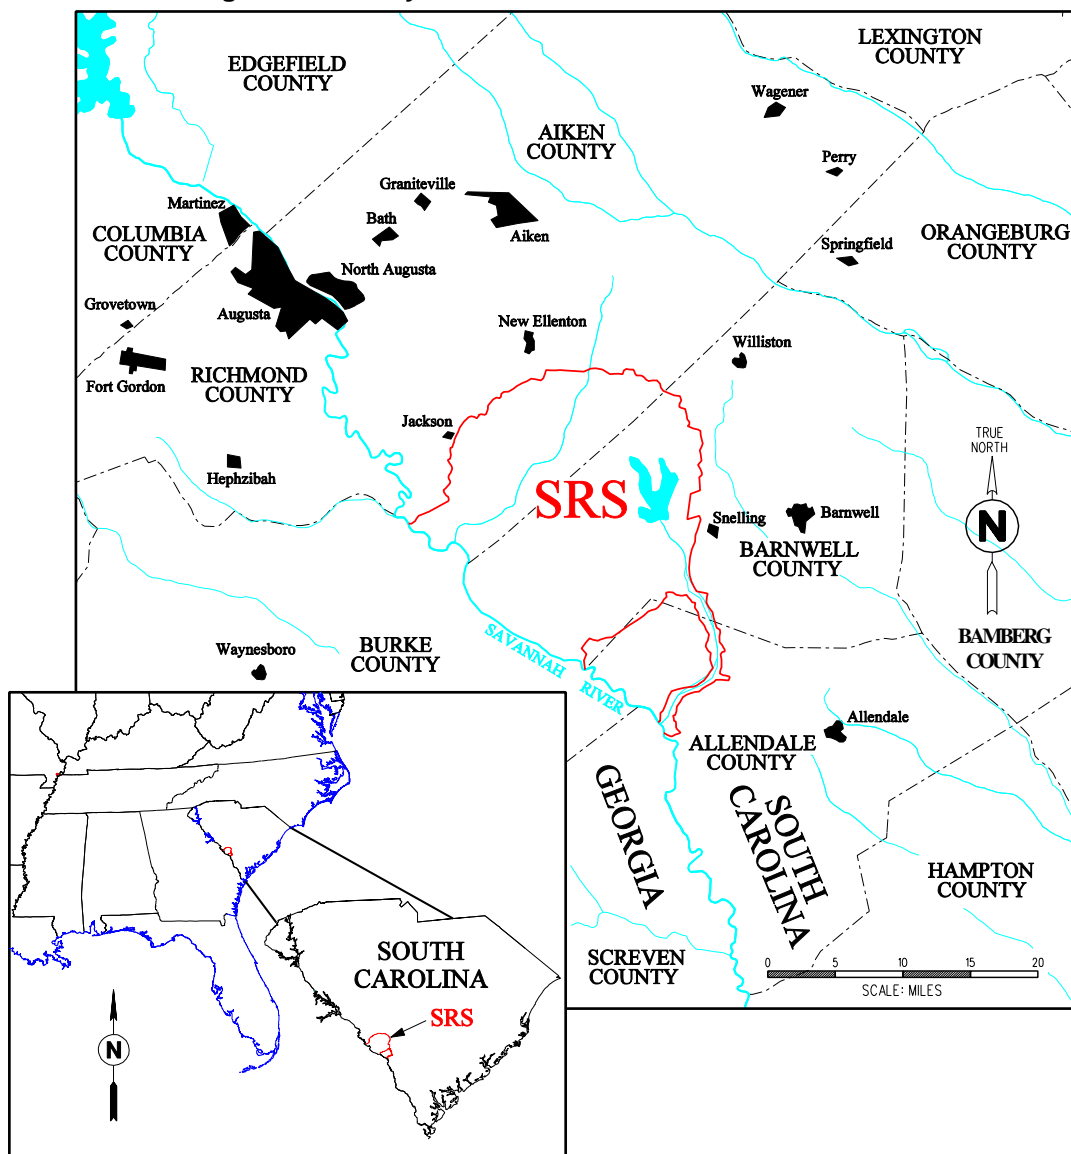 LEXINGTON
COUNTY
EDGEFIELD
COUNTY
Wagener
AIKEN
COUNTY
Perry
Graniteville
Martinez
Bath
Aiken
COLUMBIA
COUNTY
ORANGEBURG
COUNTY
Springfield
North Augusta
Grovetown
Augusta
New Ellenton
Williston
Fort Gordon
RICHMOND
COUNTY
Jackson
TRUE
NORTH
Hephzibah
SRS
Snelling
Barnwell
N
BARNWELL
COUNTY
BAMBERG
COUNTY
Waynesboro
BURKE
COUNTY
SAVANNAH RIVER
Allendale
ALLENDALE
COUNTY
GEORGIA
SOUTH
CAROLINA
HAMPTON
COUNTY
SCREVEN
COUNTY
0 5 10 15 20
SCALE: MILES
SOUTH
CAROLINA
SRS
N